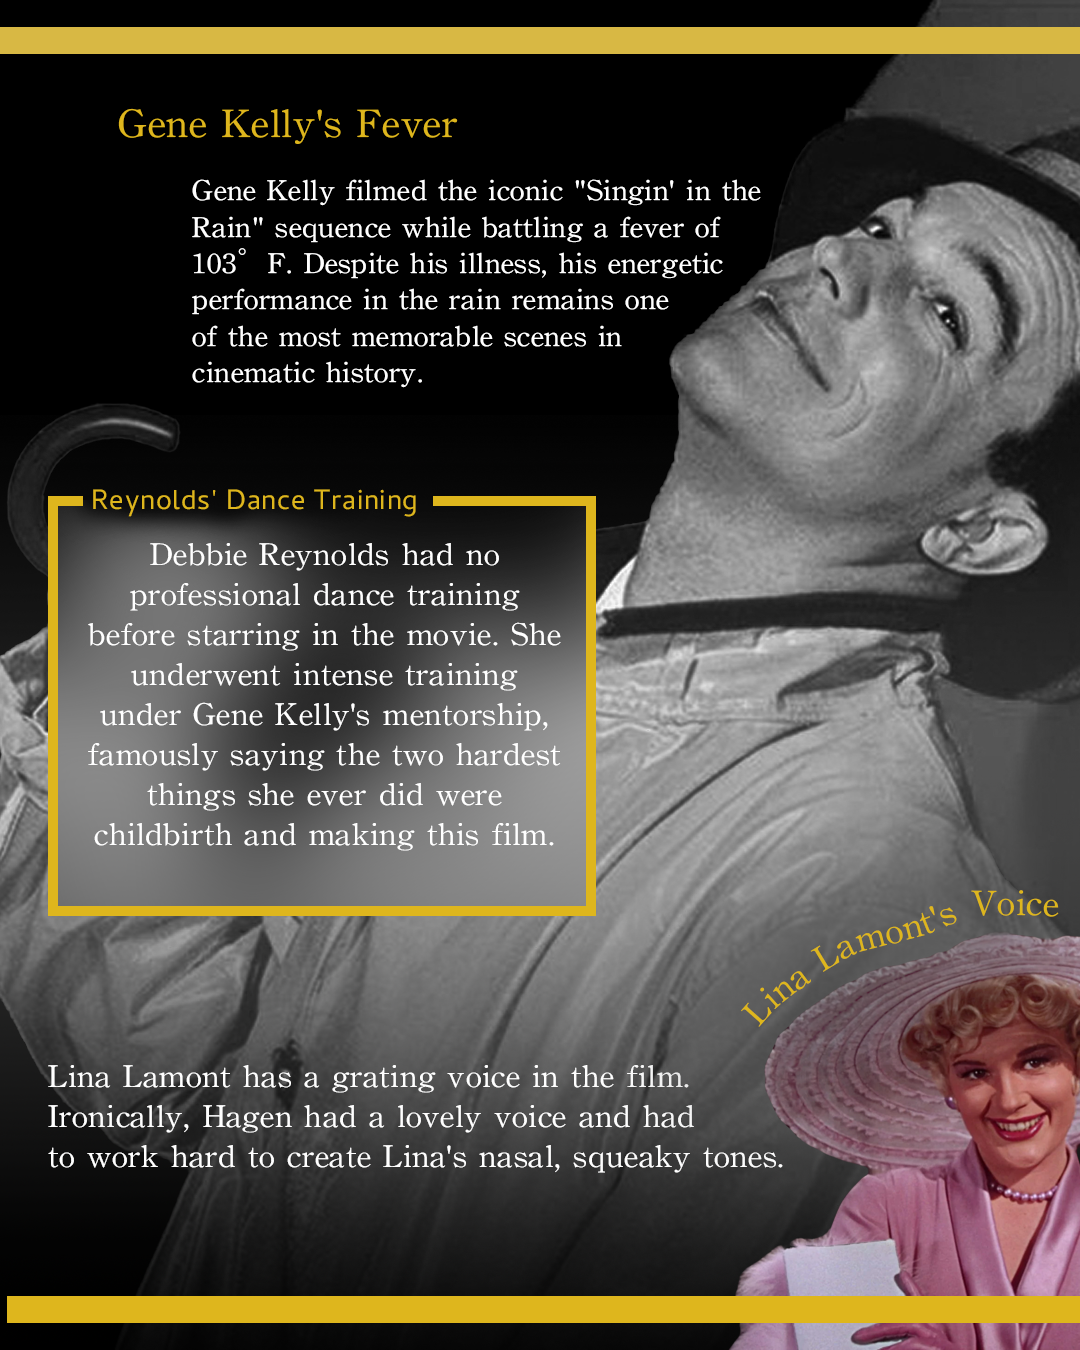 Gene Kelly's Fever
Gene Kelly filmed the iconic "Singin' in the
Rain" sequence while battling a fever of
103° F. Despite his illness, his energetic
performance in the rain remains one
of the most memorable scenes in
cinematic history.
Reynolds' Dance Training
Debbie Reynolds had no
professional dance training
before starring in the movie. She
underwent intense training
under Gene Kelly's mentorship,
famously saying the two hardest
things she ever did were
childbirth and making this film.
Lina Lamont's Voice
Lina Lamont has a grating voice in the film.
Ironically, Hagen had a lovely voice and had
to work hard to create Lina's nasal, squeaky tones.